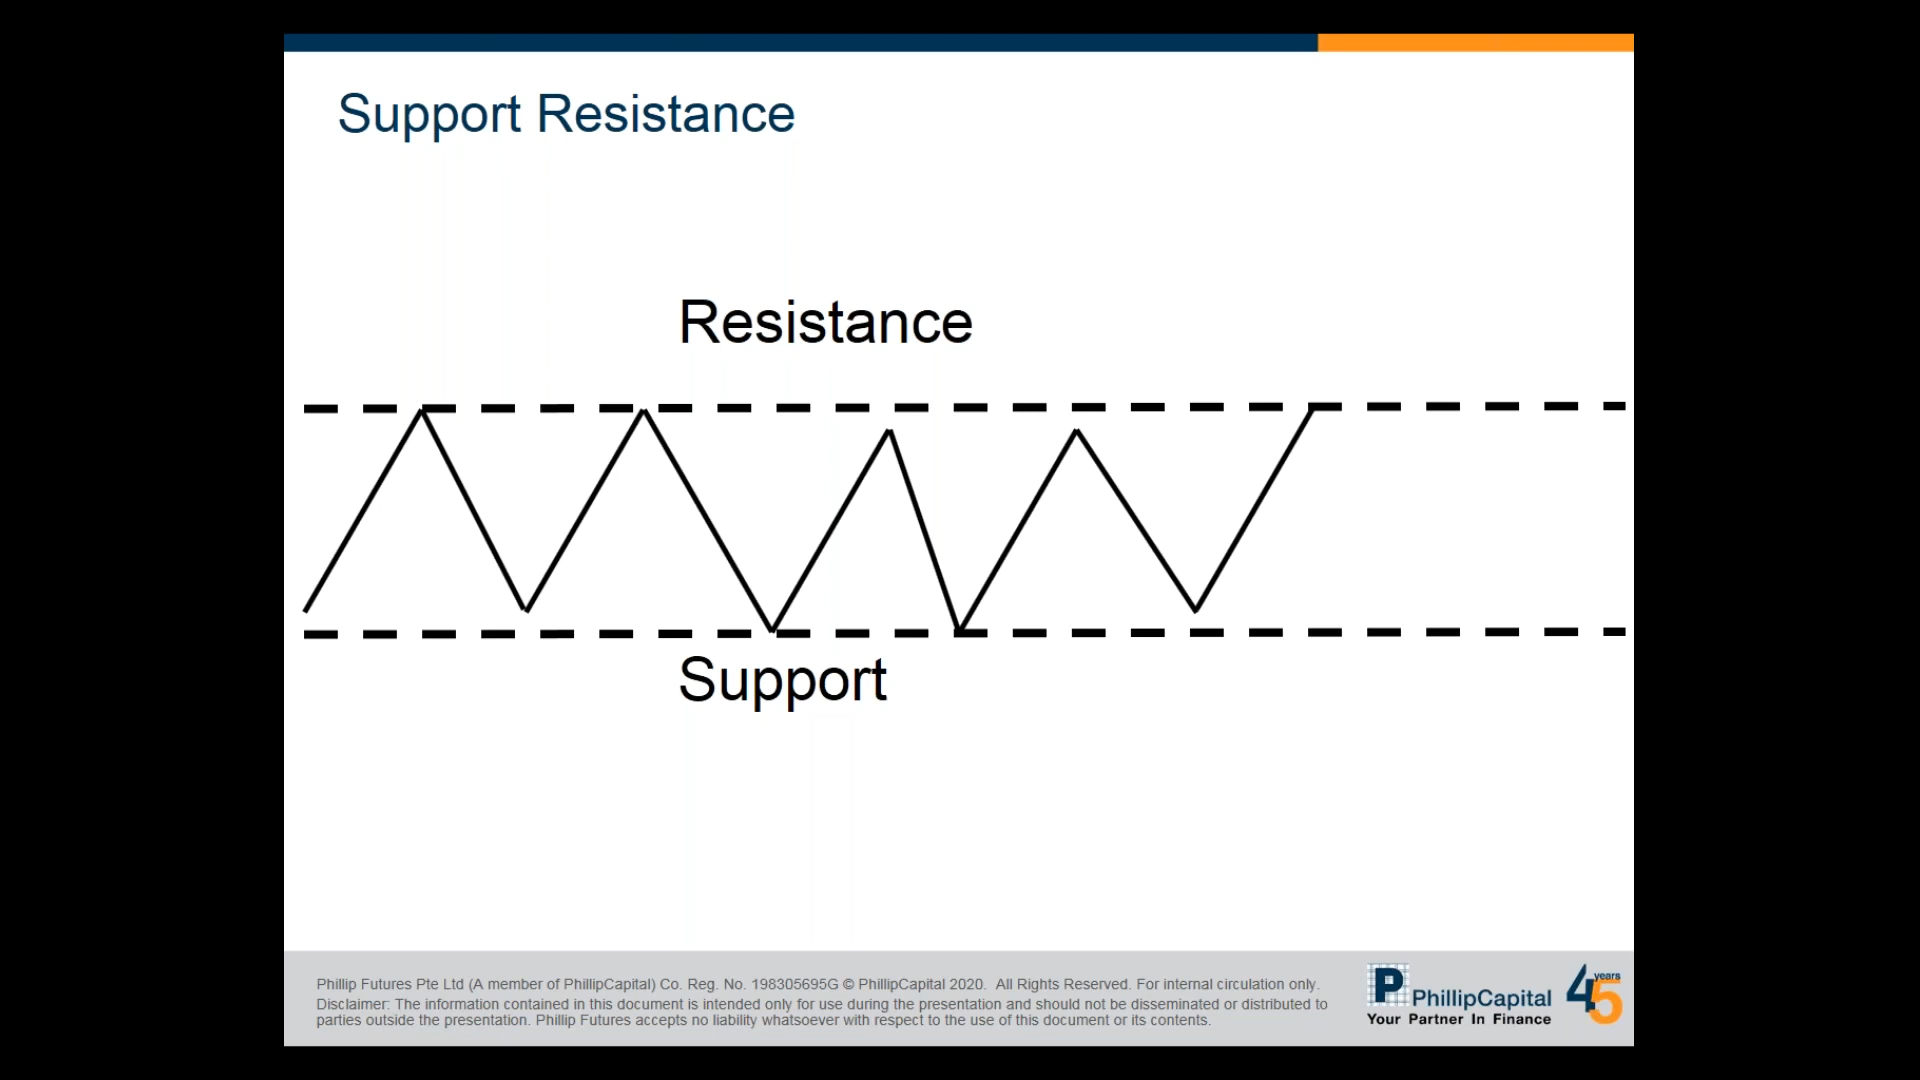 Support Resistance
Resistance
Support
Phillip Futures Pte Ltd (A member of PhillipCapital) Co. Reg. No. 198305695G © PhillipCapital 2020.  All Rights Reserved. For internal circulation only.
Disclaimer: The information contained in this document is intended only for use during the presentation and should not be disseminated or distributed to
parties outside the presentation. Phillip Futures accepts no liability whatsoever with respect to the use of this document or its contents.
P PhillipCapital
Your Partner In Finance
45 years